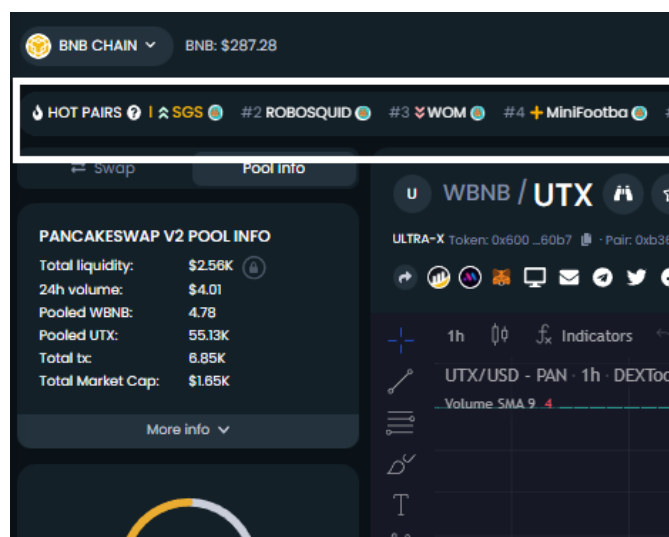 BNB CHAIN BNB: $287.28
HOT PAIRS ? SGS #2 ROBOSQUID #3 WOM #4 MiniFootba
Swap Pool Info
WBNB / UTX
U
PANCAKESWAP V2 POOL INFO
ULTRA-X Token: 0x600 ...60b7 · Pair: 0xb36
Total liquidity: $2.56K
24h volume: $4.01
Pooled WBNB: 4.78
Pooled UTX: 55.13K
Total tx: 6.85K
Total Market Cap: $1.65K
More info
1h Indicators
UTX/USD - PAN · 1h · DEXToo
Volume SMA 9 4
T